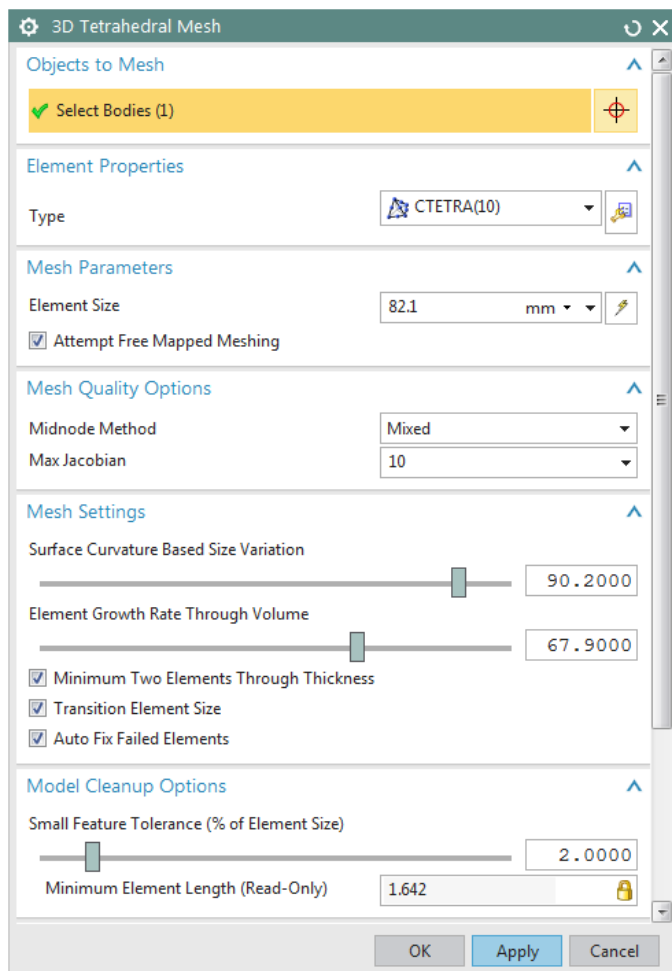 3D Tetrahedral Mesh
Objects to Mesh
Select Bodies (1)
Element Properties
Type CTETRA(10)
Mesh Parameters
Element Size 82.1 mm
Attempt Free Mapped Meshing
Mesh Quality Options
Midnode Method Mixed
Max Jacobian 10
Mesh Settings
Surface Curvature Based Size Variation
90.2000
Element Growth Rate Through Volume
67.9000
Minimum Two Elements Through Thickness
Transition Element Size
Auto Fix Failed Elements
Model Cleanup Options
Small Feature Tolerance (% of Element Size)
2.0000
Minimum Element Length (Read-Only) 1.642
OK Apply Cancel